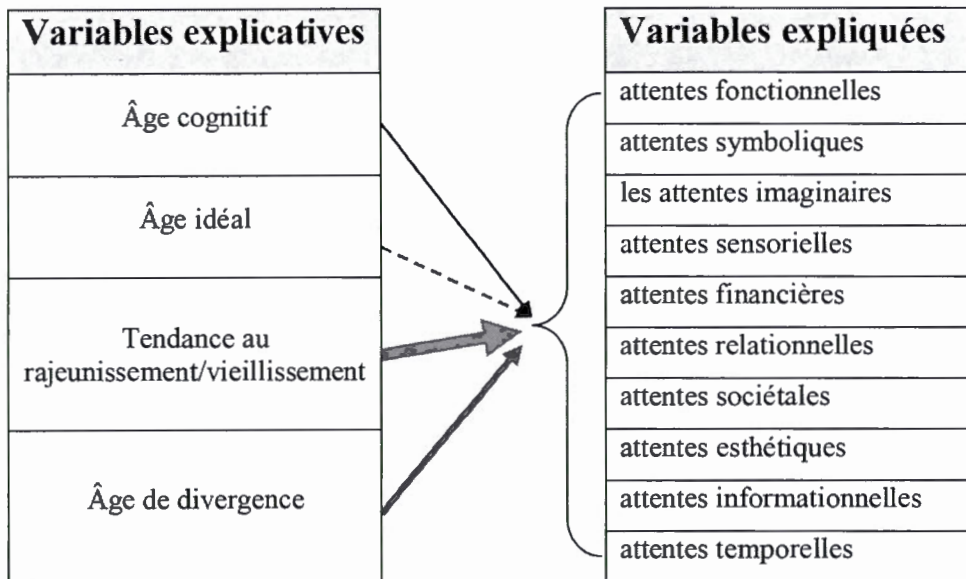 Variables explicatives
Âge cognitif
Âge idéal
Tendance au
rajeunissement/vieillissement
Âge de divergence
Variables expliquées
attentes fonctionnelles
attentes symboliques
les attentes imaginaires
attentes sensorielles
attentes financières
attentes relationnelles
attentes sociétales
attentes esthétiques
attentes informationnelles
attentes temporelles